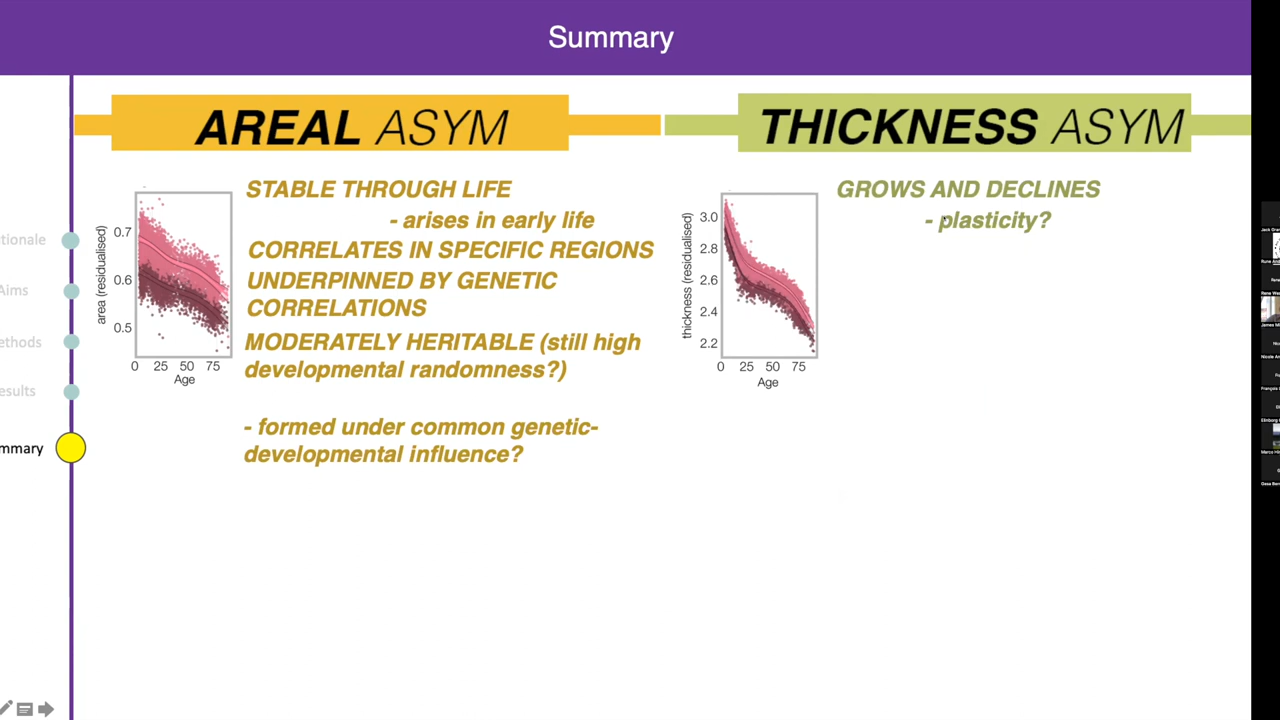 Summary
AREAL ASYM
THICKNESS ASYM
STABLE THROUGH LIFE
- arises in early life
CORRELATES IN SPECIFIC REGIONS
UNDERPINNED BY GENETIC
CORRELATIONS
MODERATELY HERITABLE (still high
developmental randomness?)
- formed under common genetic-
developmental influence?
area (residualised)
0.7
0.6
0.5
0 25 50 75
Age
GROWS AND DECLINES
- plasticity?
thickness (residualised)
3.0
2.8
2.6
2.4
2.2
0 25 50 75
Age
tionale
Aims
ethods
esults
mmary